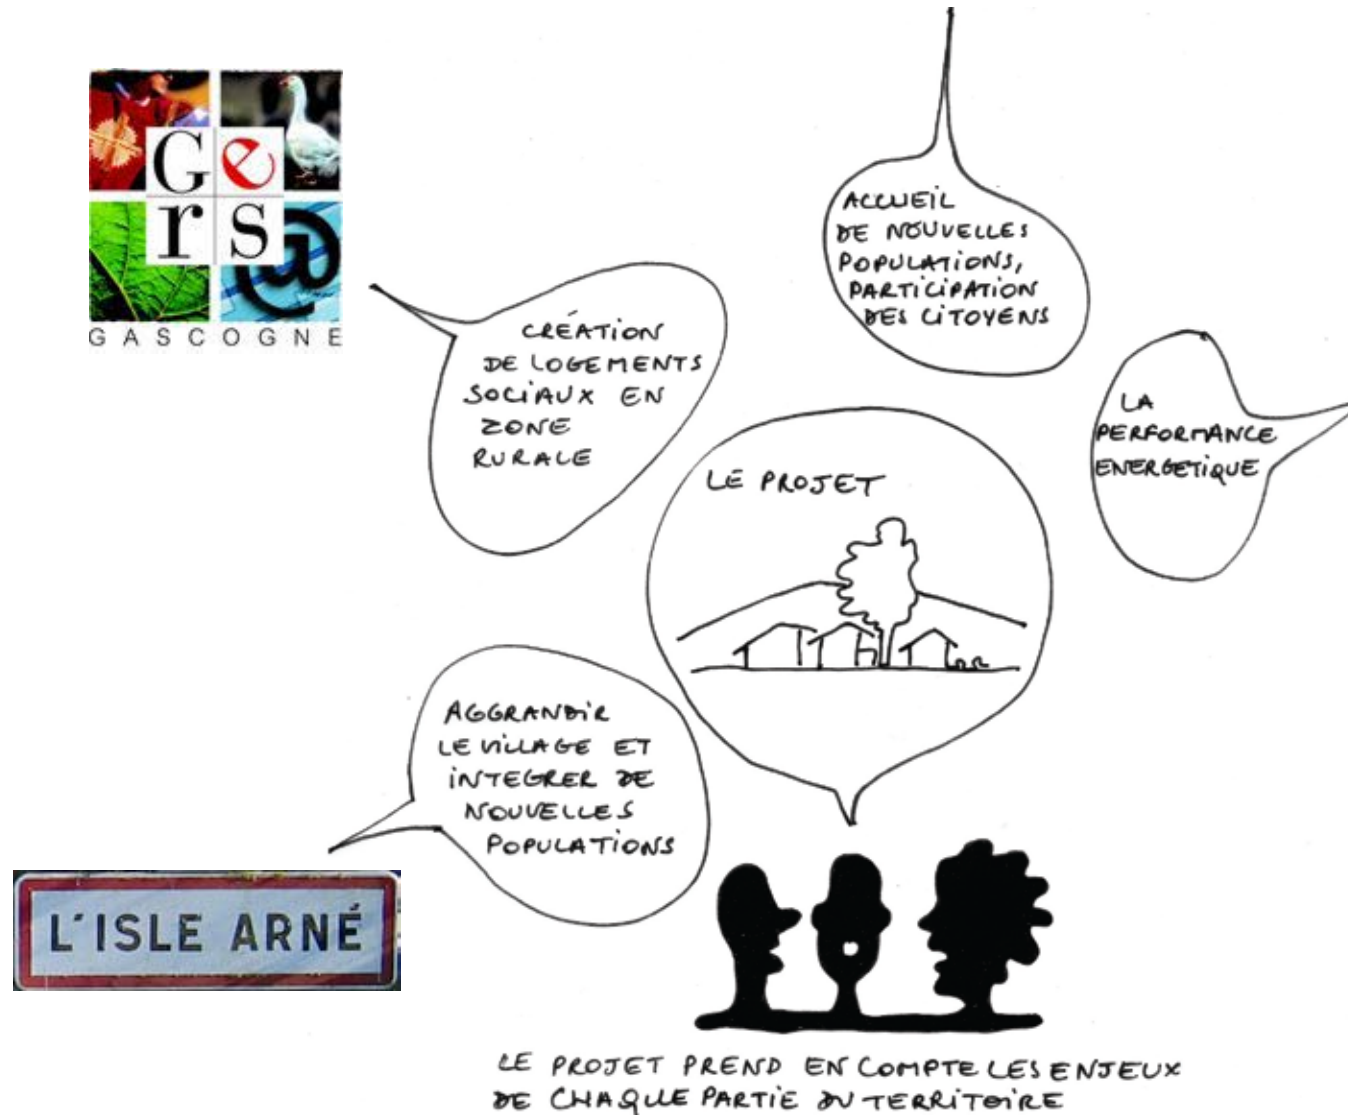 Ge
rs
GASCOGNE
ACCUEIL
DE NOUVELLES
POPULATIONS,
PARTICIPATION
DES CITOYENS
CRÉATION
DE LOGEMENTS
SOCIAUX EN
ZONE
RURALE
LA
PERFORMANCE
ENERGETIQUE
LE PROJET
AGGRANDIR
LE VILLAGE ET
INTEGRER DE
NOUVELLES
POPULATIONS
L'ISLE ARNÉ
LE PROJET PREND EN COMPTE LES ENJEUX
DE CHAQUE PARTIE DU TERRITOIRE